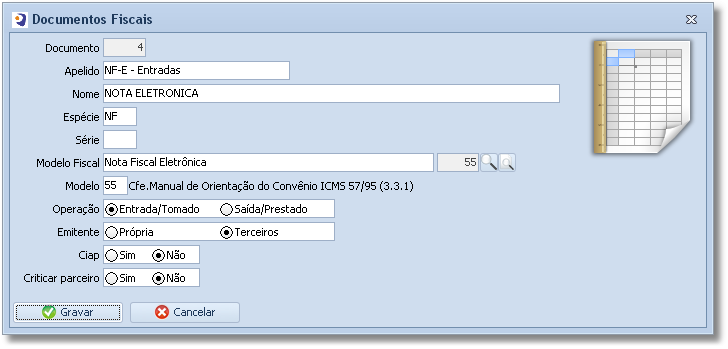 Documentos Fiscais
Documento 4
Apelido NF-E - Entradas
Nome NOTA ELETRONICA
Espécie NF
Série
Modelo Fiscal Nota Fiscal Eletrônica 55
Modelo 55 Cfe.Manual de Orientação do Convênio ICMS 57/95 (3.3.1)
Operação Entrada/Tomado Saída/Prestado
Emitente Própria Terceiros
Ciap Sim Não
Criticar parceiro Sim Não
Gravar Cancelar